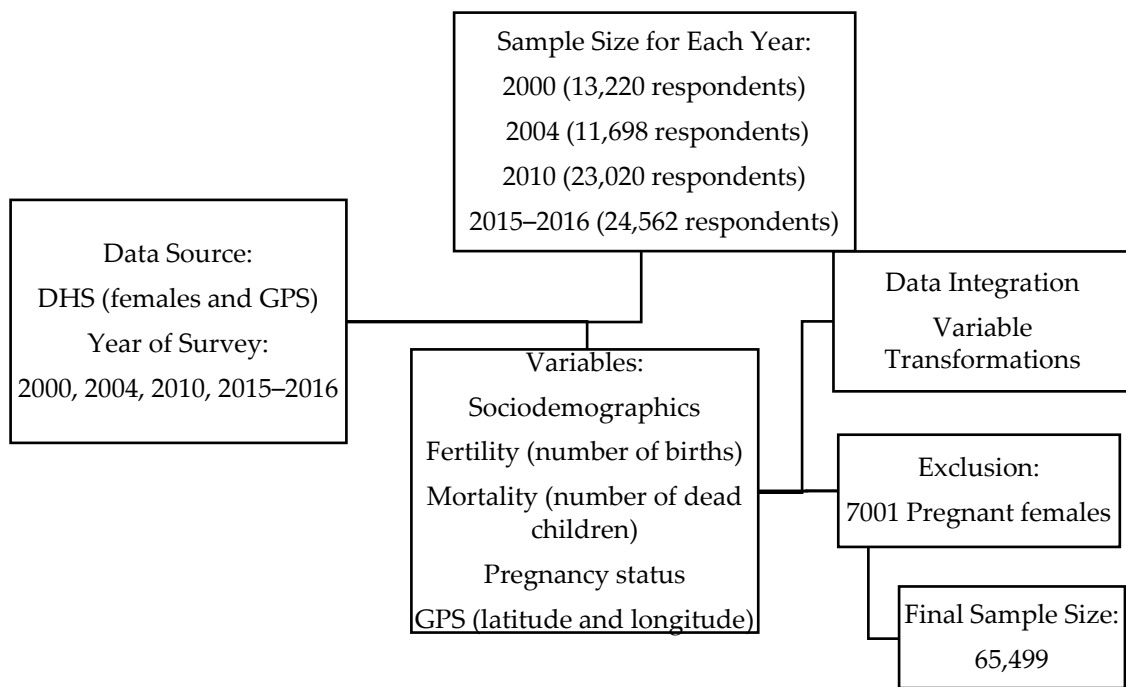 Sample Size for Each Year:
2000 (13,220 respondents)
2004 (11,698 respondents)
2010 (23,020 respondents)
2015–2016 (24,562 respondents)
Data Source:
DHS (females and GPS)
Year of Survey:
2000, 2004, 2010, 2015–2016
Data Integration
Variable
Transformations
Variables:
Sociodemographics
Fertility (number of births)
Mortality (number of dead
children)
Pregnancy status
GPS (latitude and longitude)
Exclusion:
7001 Pregnant females
Final Sample Size:
65,499